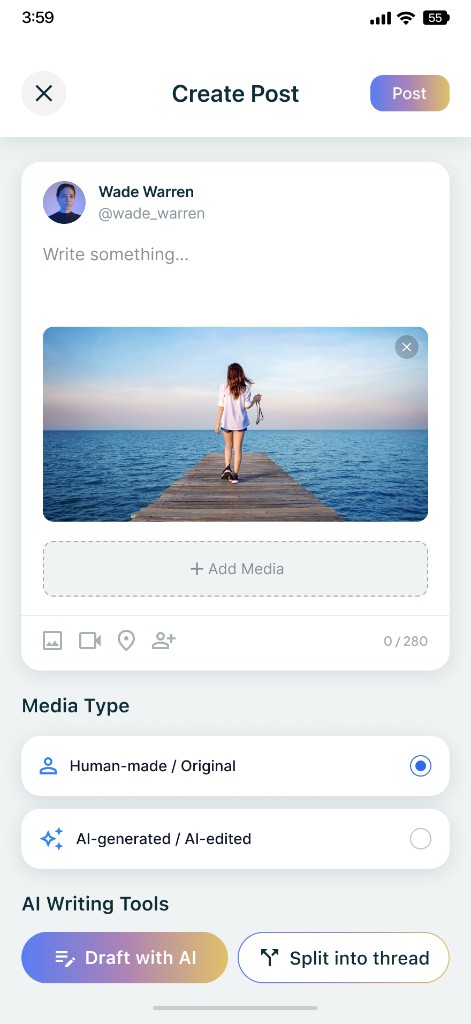 3:59
55
Create Post
Post
Wade Warren
@wade_warren
Write something...
+ Add Media
0/280
Media Type
Human-made / Original
AI-generated / AI-edited
AI Writing Tools
Draft with AI
Split into thread